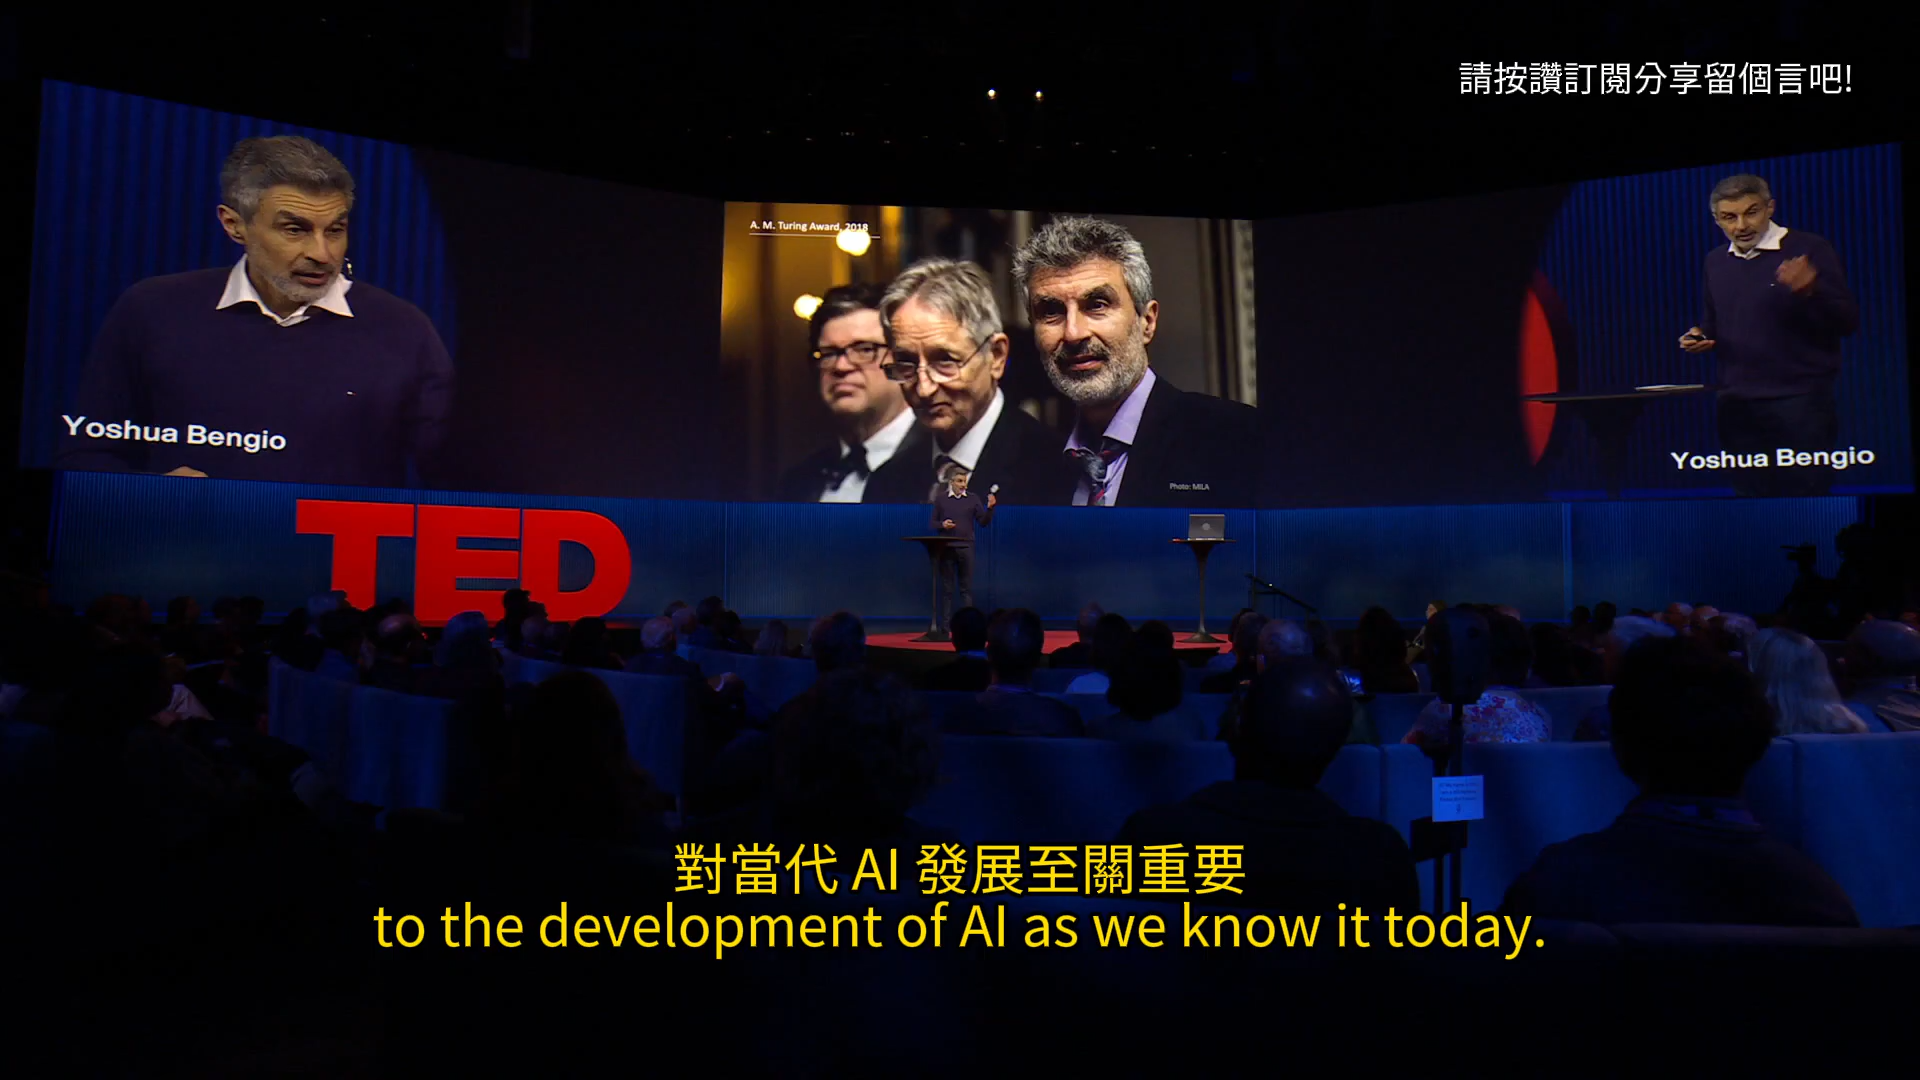 請按讚訂閱分享留個言吧!
A. M. Turing Award, 2018
Yoshua Bengio
Photo: MILA
Yoshua Bengio
TED
對當代 AI 發展至關重要
to the development of AI as we know it today.